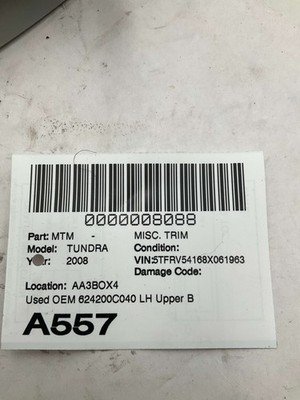 0000008088
Part: MTM - MISC. TRIM
Model: TUNDRA Condition:
Year: 2008 VIN:5TFRV54168X061963
Damage Code:
Location: AA3BOX4
Used OEM 624200C040 LH Upper B
A557